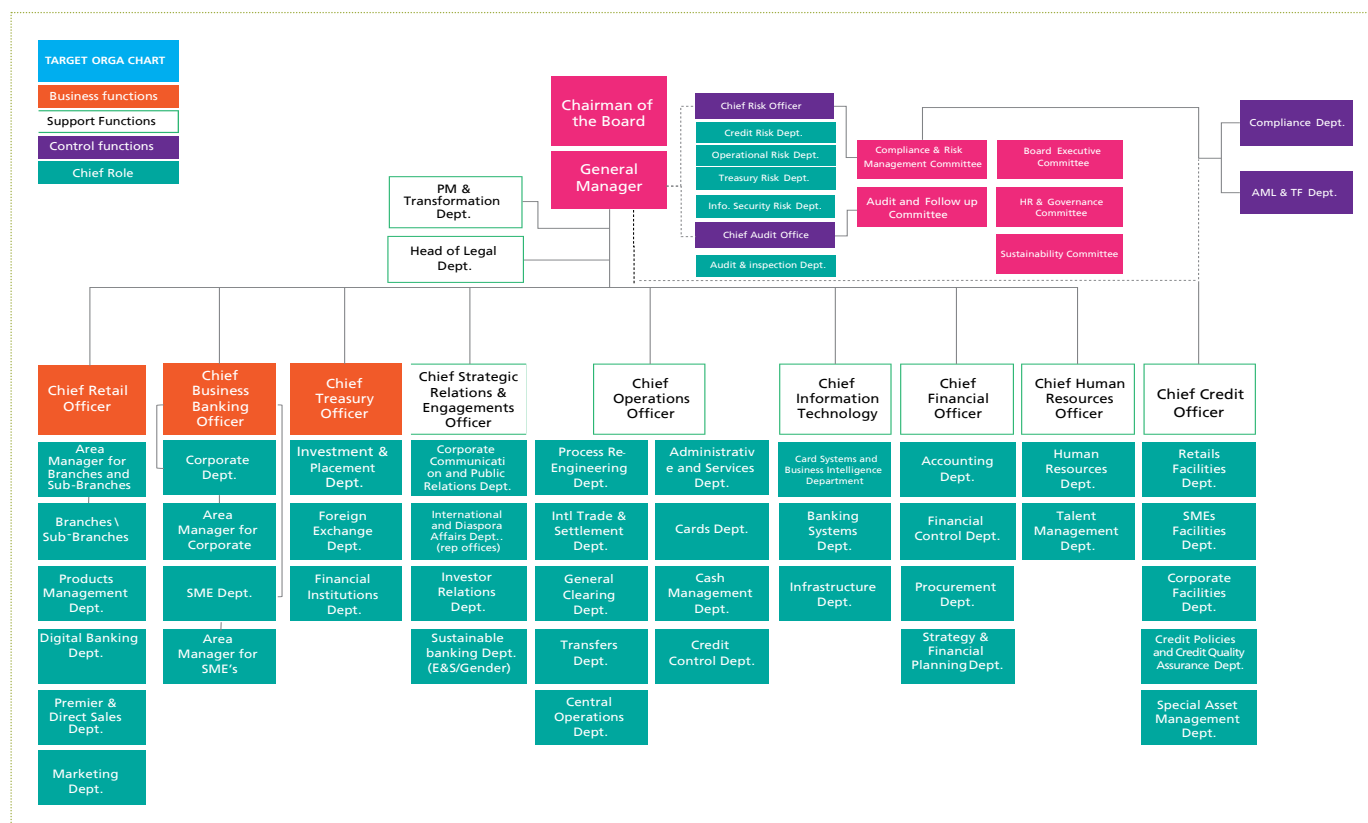 TARGET ORGA CHART
Business functions
Support Functions
Control functions
Chief Role
Chairman of
the Board
General
Manager
PM &
Transformation
Dept.
Head of Legal
Dept.
Chief Risk Officer
Credit Risk Dept.
Operational Risk Dept.
Treasury Risk Dept.
Info. Security Risk Dept.
Chief Audit Office
Audit & inspection Dept.
Compliance & Risk
Management Committee
Audit and Follow up
Committee
Board Executive
Committee
HR & Governance
Committee
Sustainability Committee
Compliance Dept.
AML & TF Dept.
Chief Retail
Officer
Area
Manager for
Branches and
Sub-Branches
Branches\
Sub-Branches
Products
Management
Dept.
Digital Banking
Dept.
Premier &
Direct Sales
Dept.
Marketing
Dept.
Chief
Business
Banking
Officer
Corporate
Dept.
Area
Manager for
Corporate
SME Dept.
Area
Manager for
SME's
Chief
Treasury
Officer
Investment &
Placement
Dept.
Foreign
Exchange
Dept.
Financial
Institutions
Dept.
Chief Strategic
Relations &
Engagements
Officer
Corporate
Communicati
on and Public
Relations Dept.
International
and Diaspora
Affairs Dept..
(rep offices)
Investor
Relations
Dept.
Sustainable
banking Dept.
(E&S/Gender)
Chief
Operations
Officer
Process Re-
Engineering
Dept.
Intl Trade &
Settlement
Dept.
General
Clearing
Dept.
Transfers
Dept.
Central
Operations
Dept.
Administrativ
e and Services
Dept.
Cards Dept.
Cash
Management
Dept.
Credit
Control Dept.
Chief
Information
Technology
Card Systems and
Business Intelligence
Department
Banking
Systems
Dept.
Infrastructure
Dept.
Chief
Financial
Officer
Accounting
Dept.
Financial
Control Dept.
Procurement
Dept.
Strategy &
Financial
Planning Dept.
Chief Human
Resources
Officer
Human
Resources
Dept.
Talent
Management
Dept.
Chief Credit
Officer
Retails
Facilities
Dept.
SMEs
Facilities
Dept.
Corporate
Facilities
Dept.
Credit Policies
and Credit Quality
Assurance Dept.
Special Asset
Management
Dept.